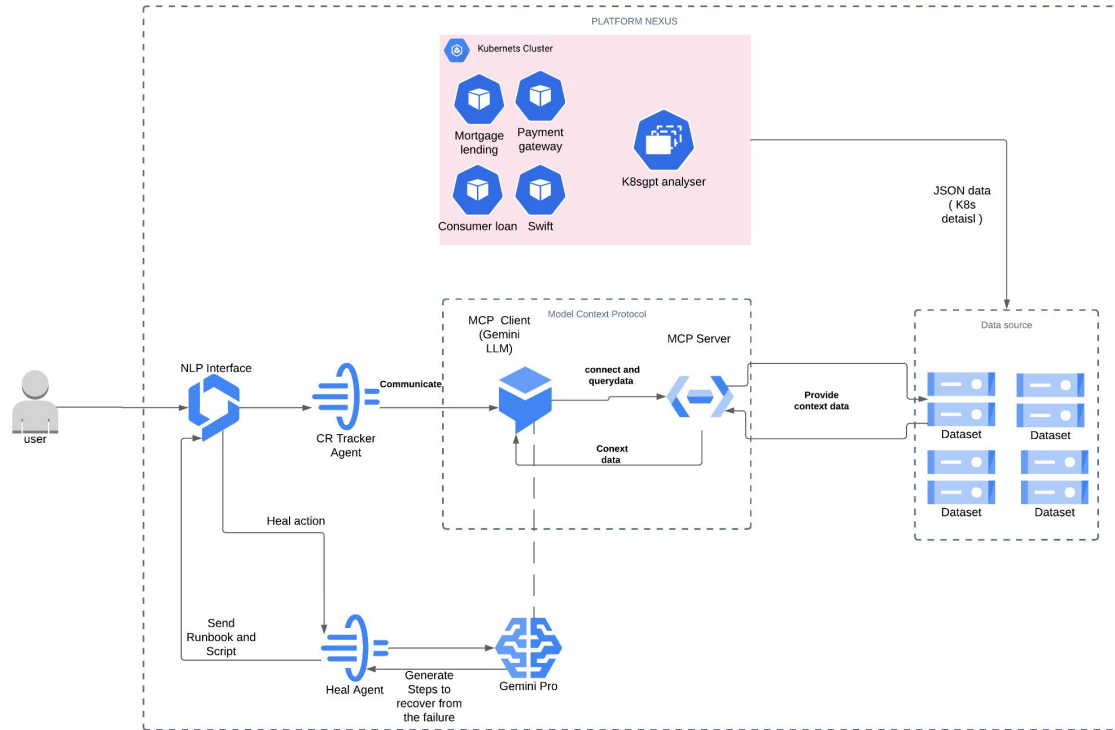 PLATFORM NEXUS
Kubernets Cluster
Mortgage
lending
Payment
gateway
K8sgpt analyser
Consumer loan
Swift
JSON data
( K8s
detaisl )
Model Context Protocol
MCP Client
(Gemini
LLM)
MCP Server
Data source
NLP Interface
Communicate
connect and
querydata
Provide
context data
user
CR Tracker
Agent
Conext
data
Dataset
Dataset
Dataset
Dataset
Heal action
Send
Runbook and
Script
Heal Agent
Generate
Steps to
recover from
the failure
Gemini Pro